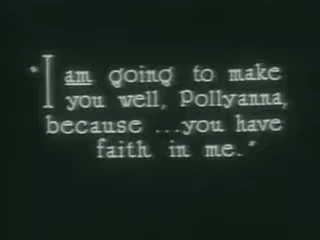 "I am going to make
you well, Pollyanna,
because ...you have
faith in me."